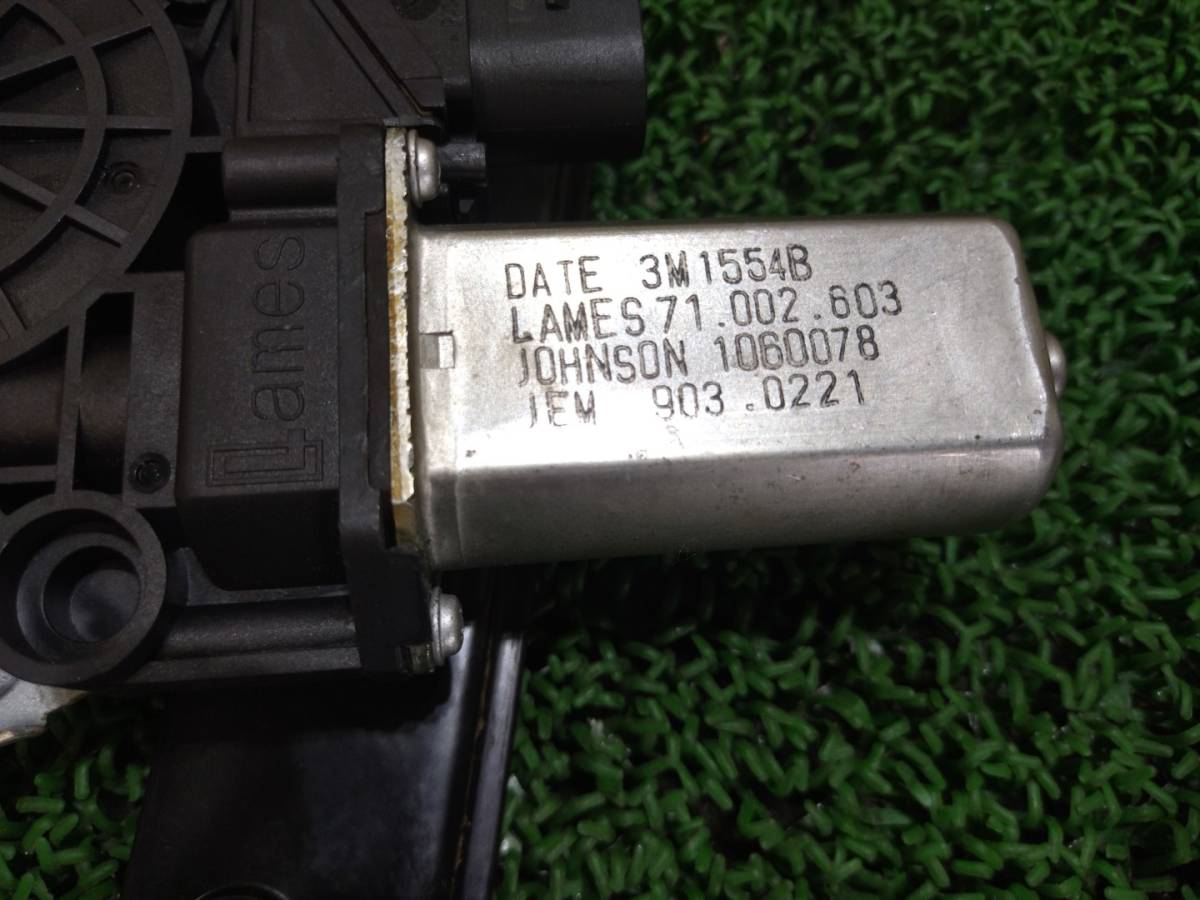 Lames
DATE 3M1554B
LAMES 71.002.603
JOHNSON 1060078
JEM 903.0221